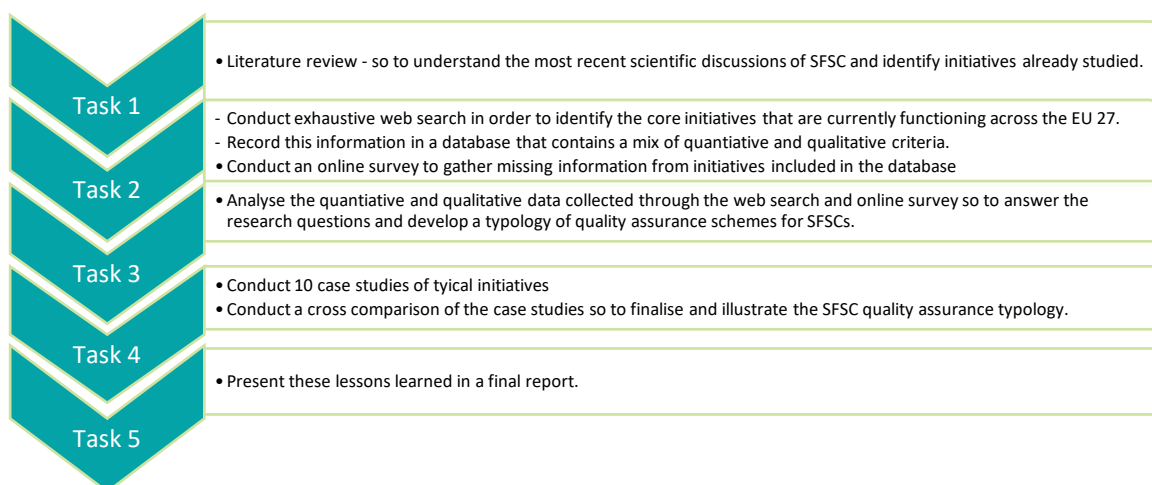 • Literature review - so to understand the most recent scientific discussions of SFSC and identify initiatives already studied.
Task 1
- Conduct exhaustive web search in order to identify the core initiatives that are currently functioning across the EU 27.
- Record this information in a database that contains a mix of quantitative and qualitative criteria.
• Conduct an online survey to gather missing information from initiatives included in the database
Task 2
• Analyse the quantiative and qualitative data collected through the web search and online survey so to answer the
research questions and develop a typology of quality assurance schemes for SFSCs.
Task 3
• Conduct 10 case studies of tyical initiatives
• Conduct a cross comparison of the case studies so to finalise and illustrate the SFSC quality assurance typology.
Task 4
• Present these lessons learned in a final report.
Task 5